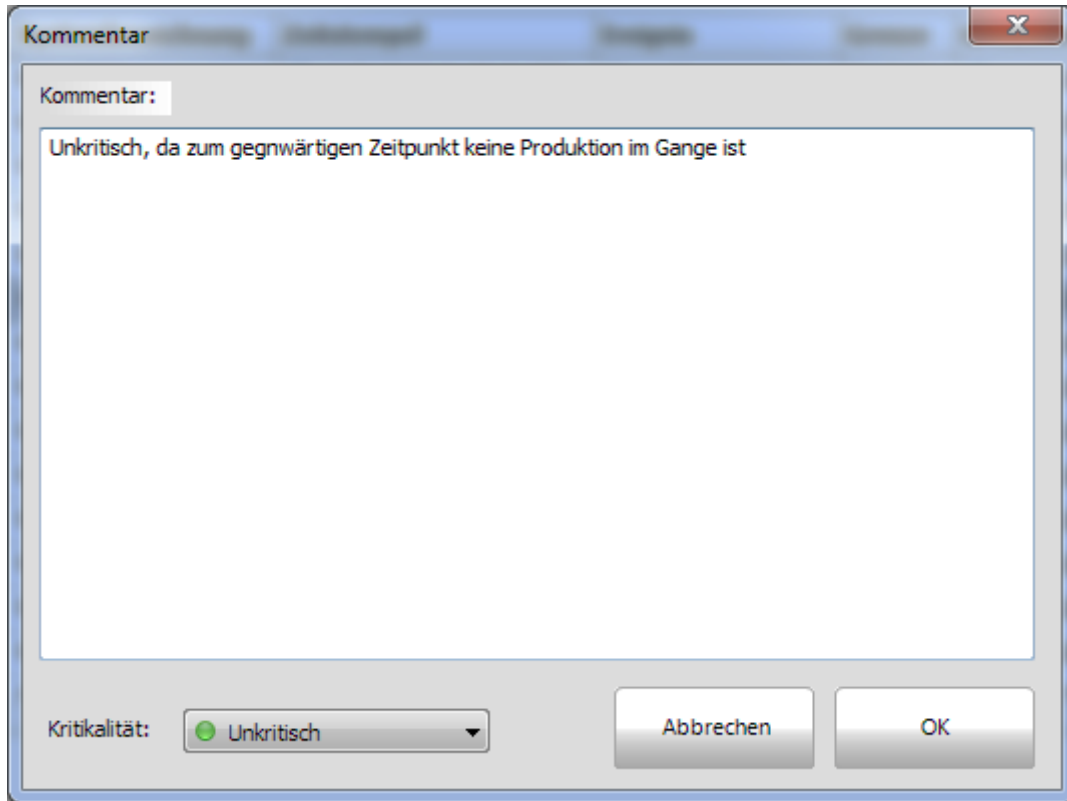 Kommentar
Kommentar:
Unkritisch, da zum gegnwärtigen Zeitpunkt keine Produktion im Gange ist
Kritikalität:
Unkritisch
Abbrechen
OK